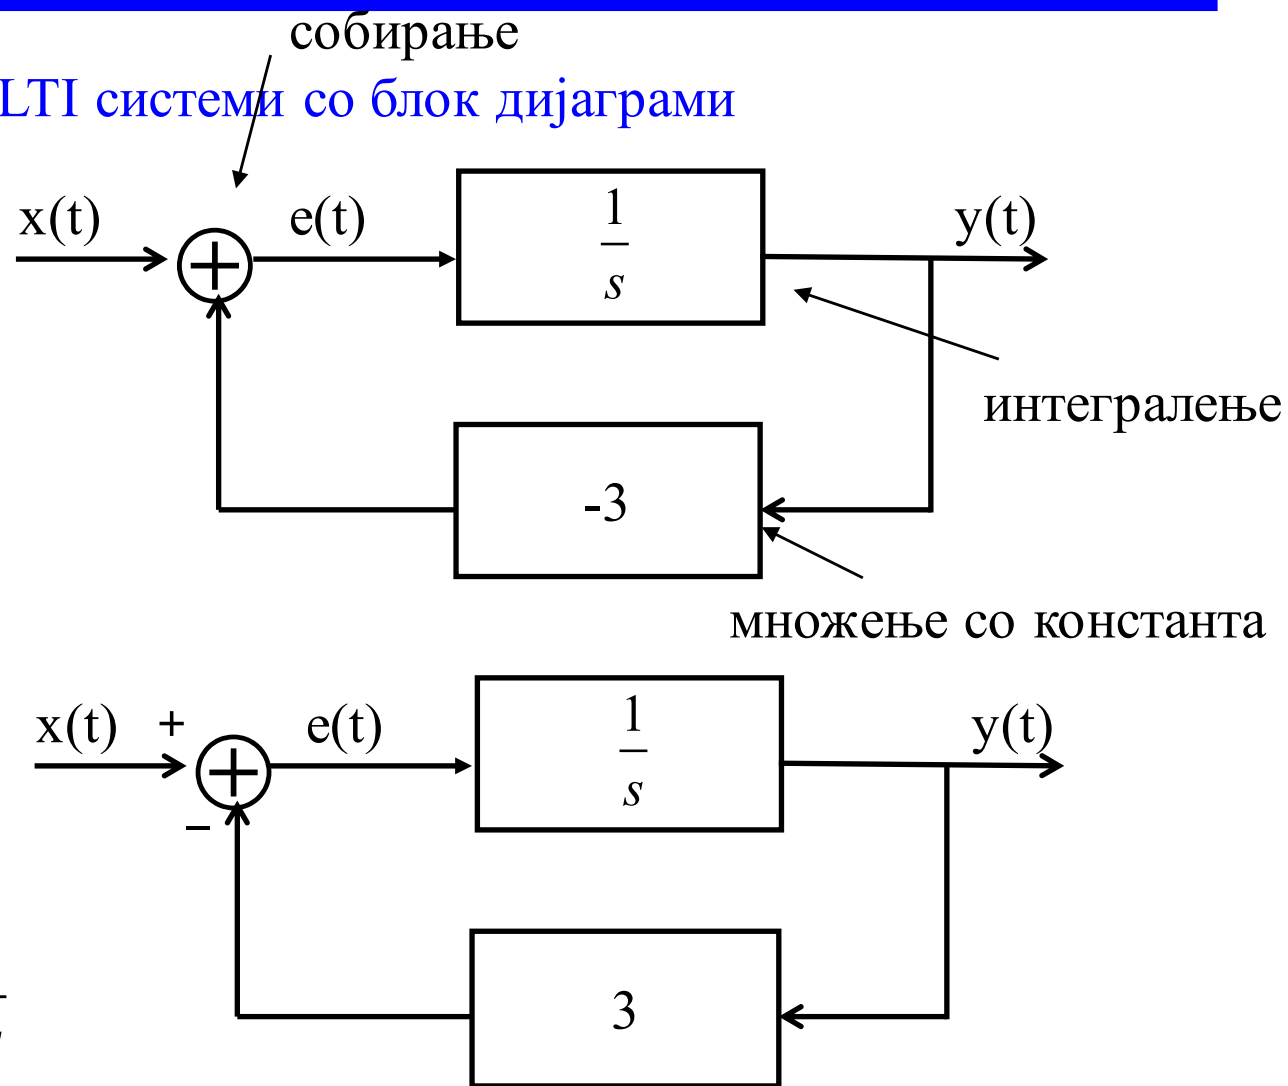 собирање
LTI системи со блок дијаграми
x(t) e(t) 1/s y(t)
+
интегралење
-3
множење со константа
x(t) + e(t) 1/s y(t)
+
−
3